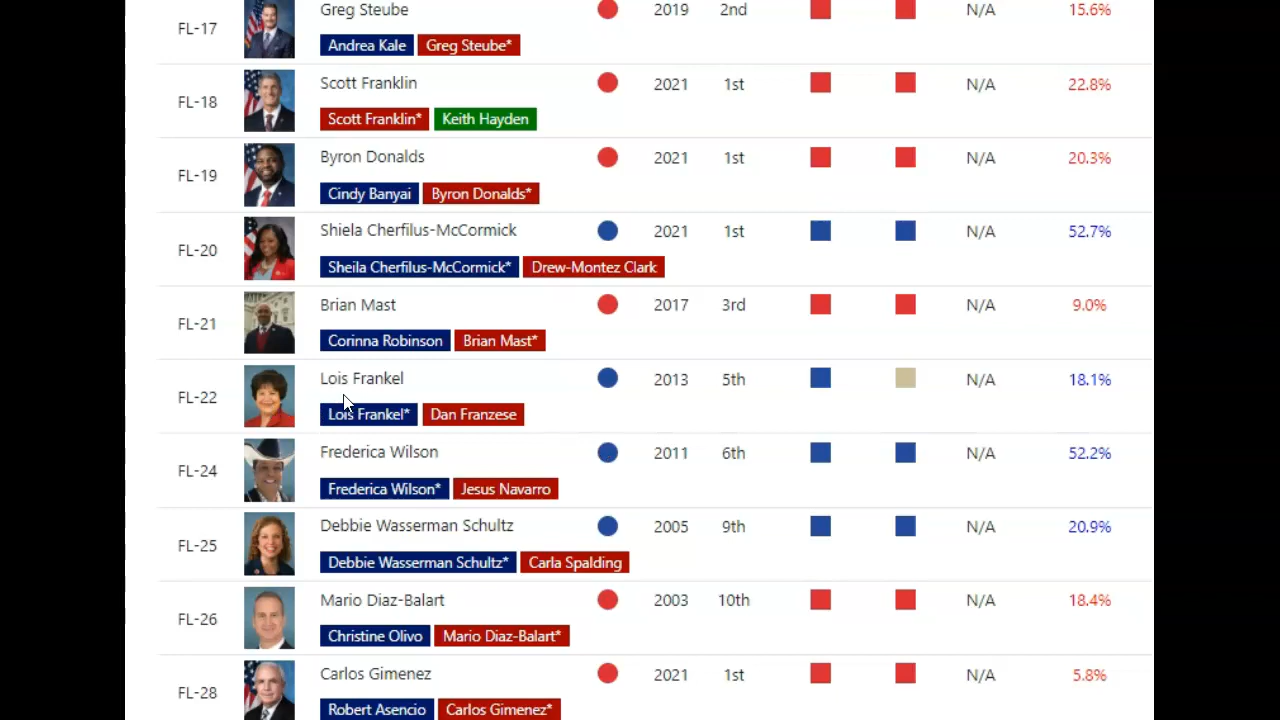 Greg Steube 2019 2nd N/A 15.6%
FL-17
Andrea Kale Greg Steube*
Scott Franklin 2021 1st N/A 22.8%
FL-18
Scott Franklin* Keith Hayden
Byron Donalds 2021 1st N/A 20.3%
FL-19
Cindy Banyai Byron Donalds*
Shiela Cherfilus-McCormick 2021 1st N/A 52.7%
FL-20
Sheila Cherfilus-McCormick* Drew-Montez Clark
Brian Mast 2017 3rd N/A 9.0%
FL-21
Corinna Robinson Brian Mast*
Lois Frankel 2013 5th N/A 18.1%
FL-22
Lois Frankel* Dan Franzese
Frederica Wilson 2011 6th N/A 52.2%
FL-24
Frederica Wilson* Jesus Navarro
Debbie Wasserman Schultz 2005 9th N/A 20.9%
FL-25
Debbie Wasserman Schultz* Carla Spalding
Mario Diaz-Balart 2003 10th N/A 18.4%
FL-26
Christine Olivo Mario Diaz-Balart*
Carlos Gimenez 2021 1st N/A 5.8%
FL-28
Robert Asencio Carlos Gimenez*